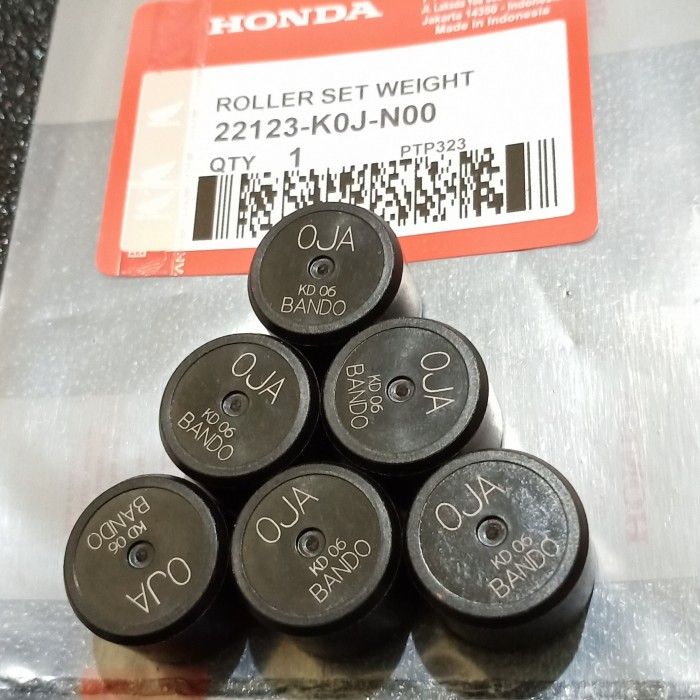 HONDA
Jakarta 14350 - Indonesia
Made in Indonesia
ROLLER SET WEIGHT
22123-K0J-N00
QTY 1 PTP323
OJA
KD 06
BANDO
OJA
KD 06
BANDO
OJA
KD 06
BANDO
OJA
KD 06
BANDO
OJA
KD 06
BANDO
OJA
KD 06
BANDO